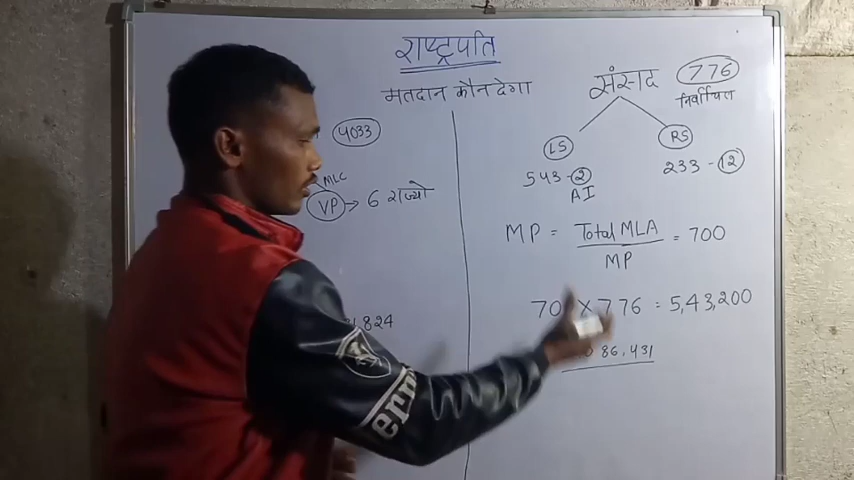 राष्ट्रपति
मतदान कौन देगा
4033
MLC
VP → 6 राज्यो
824
संसद 776
निर्वाचित
LS RS
543-2 233-12
AI
MP = Total MLA / MP = 700
70 X 776 = 5,43,200
86,431